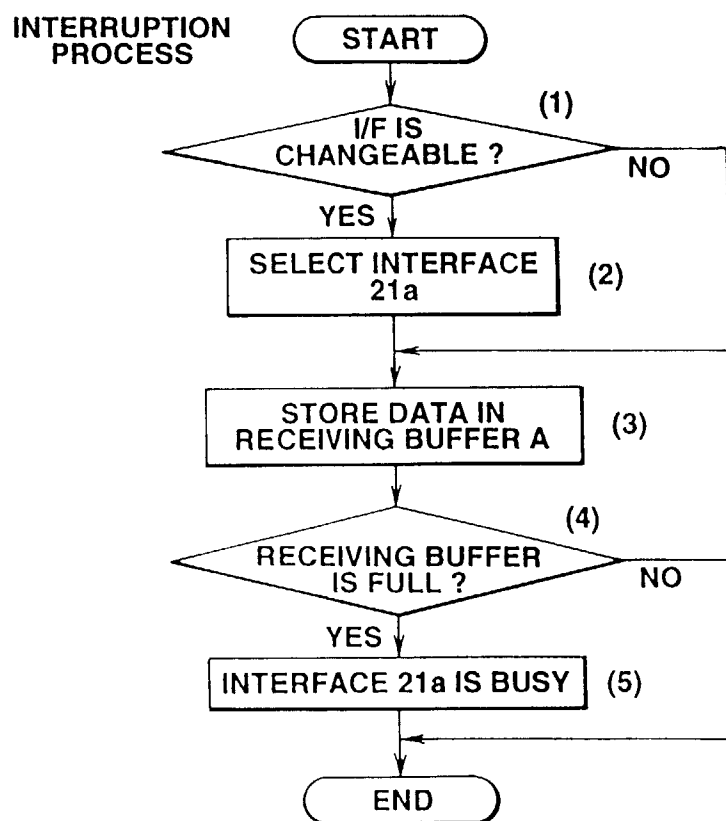 INTERRUPTION
PROCESS
START
(1)
I/F IS
CHANGEABLE ?
NO
YES
SELECT INTERFACE
21a
(2)
STORE DATA IN
RECEIVING BUFFER A
(3)
(4)
RECEIVING BUFFER
IS FULL ?
NO
YES
INTERFACE 21a IS BUSY
(5)
END